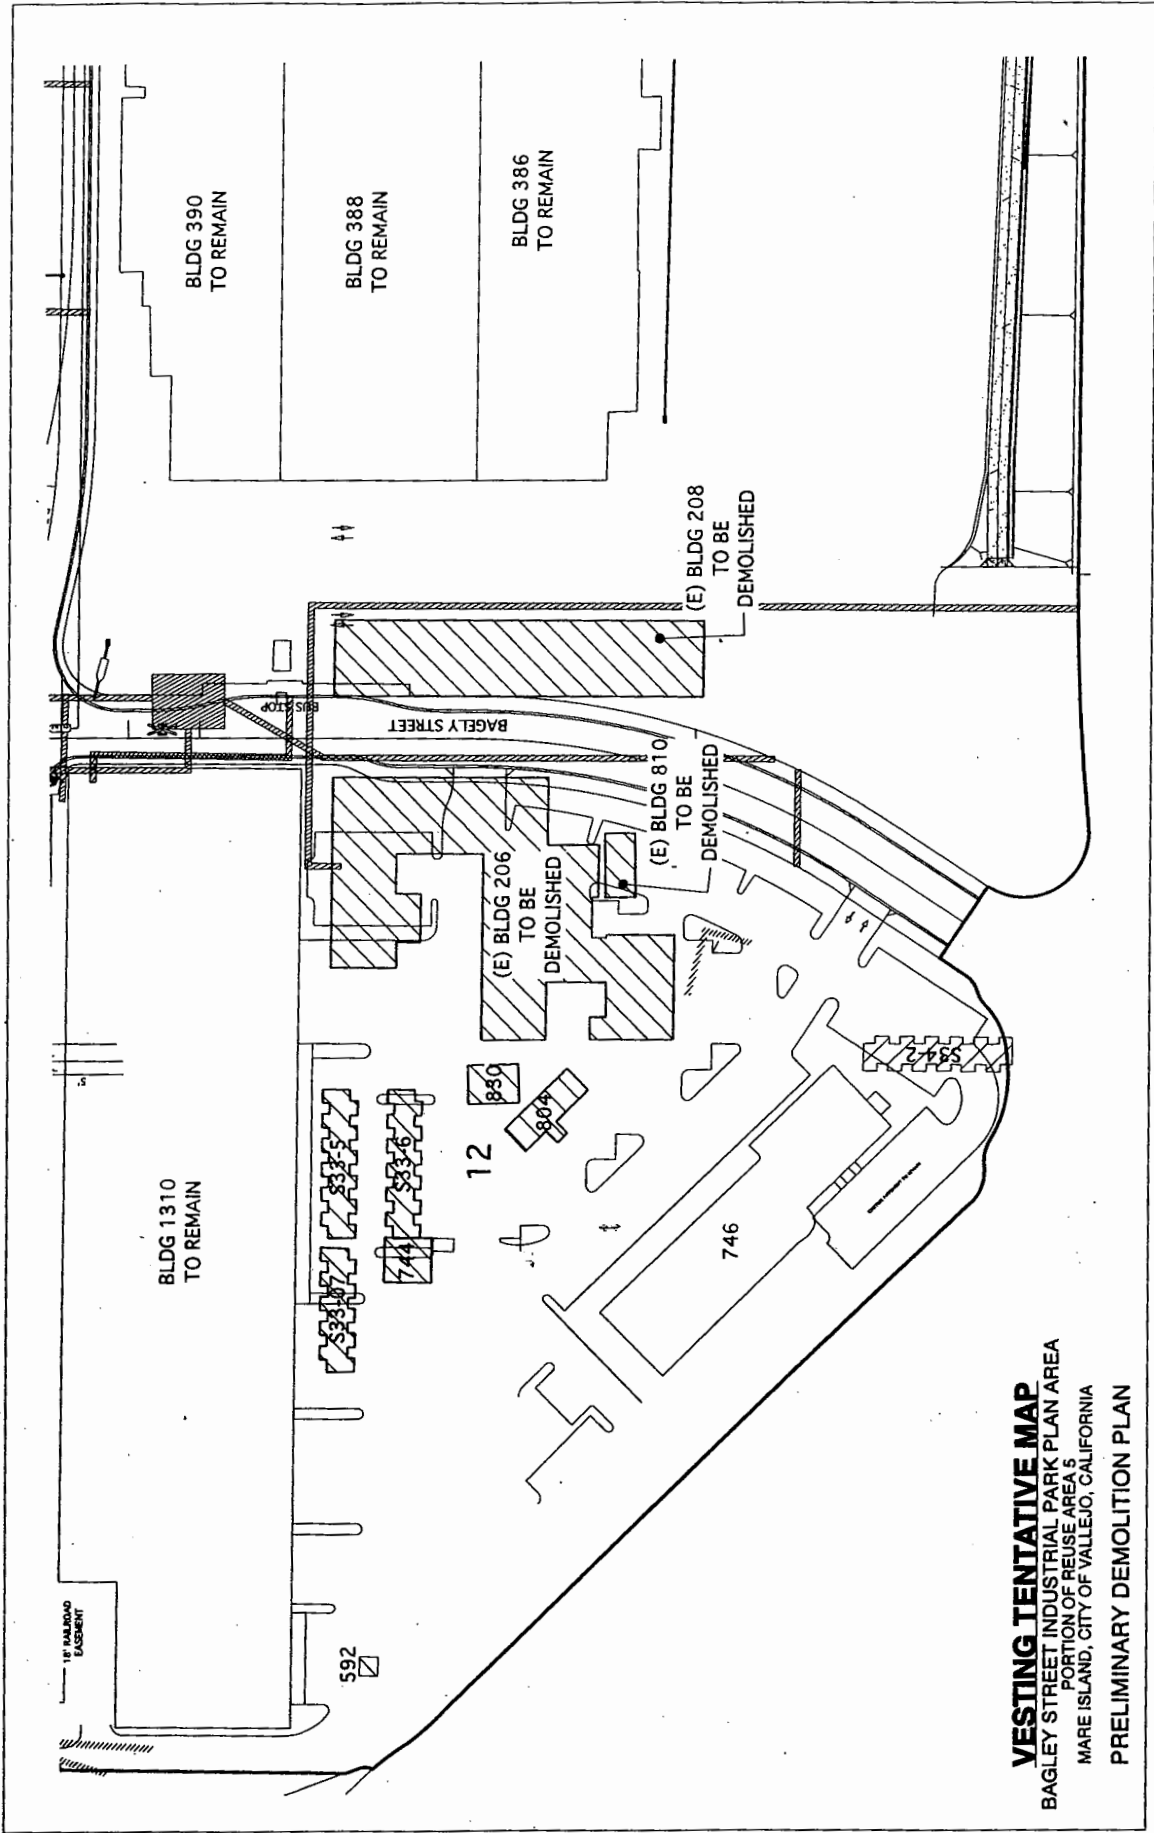 BLDG 390
TO REMAIN
BLDG 388
TO REMAIN
BLDG 386
TO REMAIN
(E) BLDG 208
TO BE
DEMOLISHED
BUS STOP
BAGELY STREET
(E) BLDG 810
TO BE
DEMOLISHED
(E) BLDG 206
TO BE
DEMOLISHED
5'
BLDG 1310
TO REMAIN
S33-5
S33-6
S33-07
744
830
804
12
S34-2
746
592
18' RAILROAD
EASEMENT
VESTING TENTATIVE MAP
BAGLEY STREET INDUSTRIAL PARK PLAN AREA
PORTION OF REUSE AREA 5
MARE ISLAND, CITY OF VALLEJO, CALIFORNIA
PRELIMINARY DEMOLITION PLAN